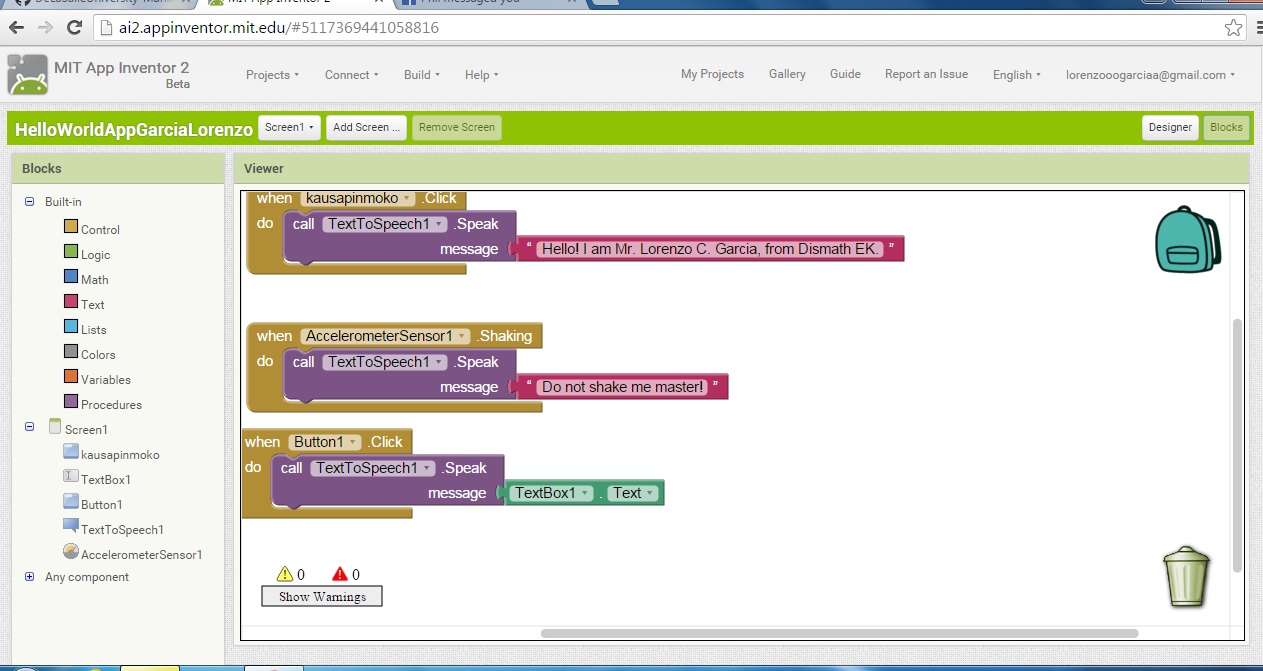 MIT App Inventor 2
ai2.appinventor.mit.edu/#5117369441058816
MIT App Inventor 2
Beta
Projects Connect Build Help My Projects Gallery Guide Report an Issue English lorenzooogarciaa@gmail.com
HelloWorldAppGarciaLorenzo Screen1 Add Screen ... Remove Screen Designer Blocks
Blocks
Built-in
Control
Logic
Math
Text
Lists
Colors
Variables
Procedures
Screen1
kausapinmoko
TextBox1
Button1
TextToSpeech1
AccelerometerSensor1
Any component
Viewer
when kausapinmoko .Click
do call TextToSpeech1 .Speak
message " Hello! I am Mr. Lorenzo C. Garcia, from Dismath EK. "
when AccelerometerSensor1 .Shaking
do call TextToSpeech1 .Speak
message " Do not shake me master! "
when Button1 .Click
do call TextToSpeech1 .Speak
message TextBox1 . Text
0 0
Show Warnings